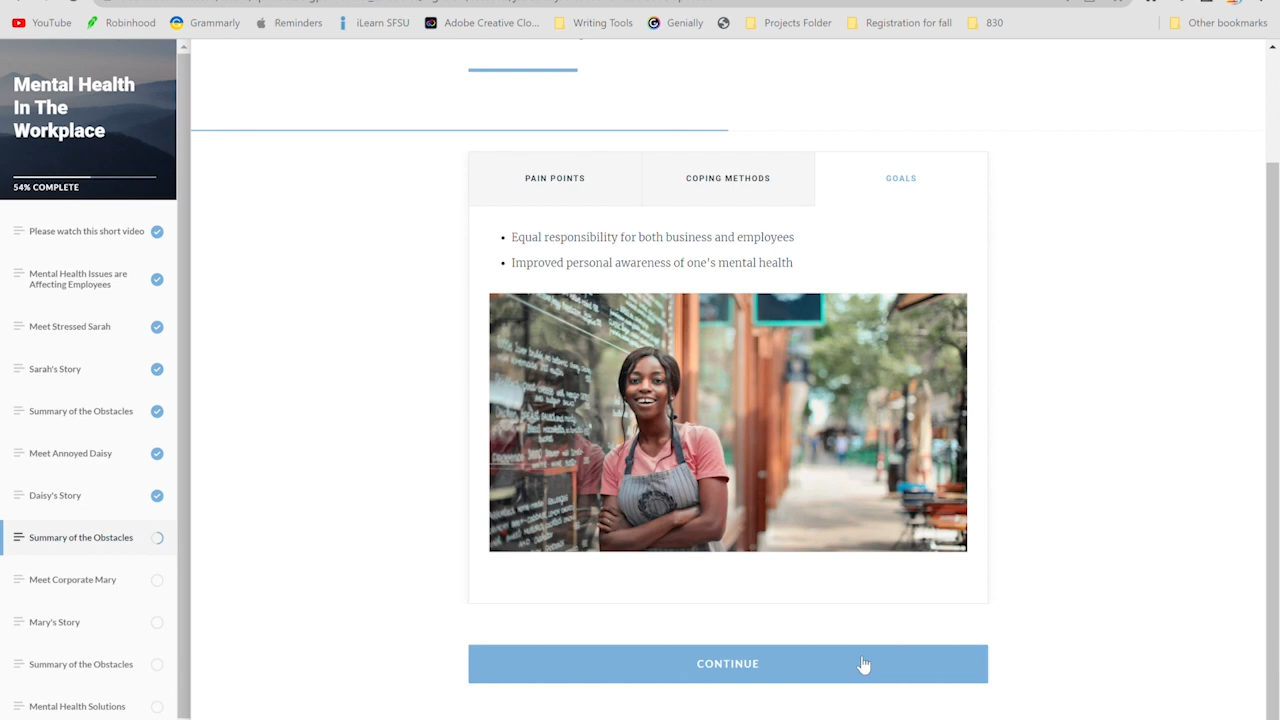 YouTube
Robinhood
Grammarly
Reminders
iLearn SFSU
Adobe Creative Clo...
Writing Tools
Genially
Projects Folder
Registration for fall
830
Other bookmarks
Mental Health
In The
Workplace
54% COMPLETE
Please watch this short video
Mental Health Issues are
Affecting Employees
Meet Stressed Sarah
Sarah's Story
Summary of the Obstacles
Meet Annoyed Daisy
Daisy's Story
Summary of the Obstacles
Meet Corporate Mary
Mary's Story
Summary of the Obstacles
Mental Health Solutions
PAIN POINTS
COPING METHODS
GOALS
• Equal responsibility for both business and employees
• Improved personal awareness of one's mental health
CONTINUE